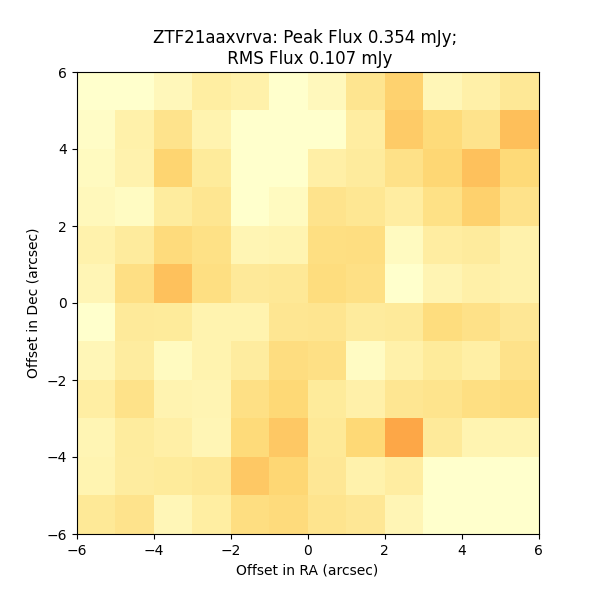 ZTF21aaxvrva: Peak Flux 0.354 mJy;
RMS Flux 0.107 mJy
6
4
2
0
−2
−4
−6
Offset in Dec (arcsec)
−6 −4 −2 0 2 4 6
Offset in RA (arcsec)